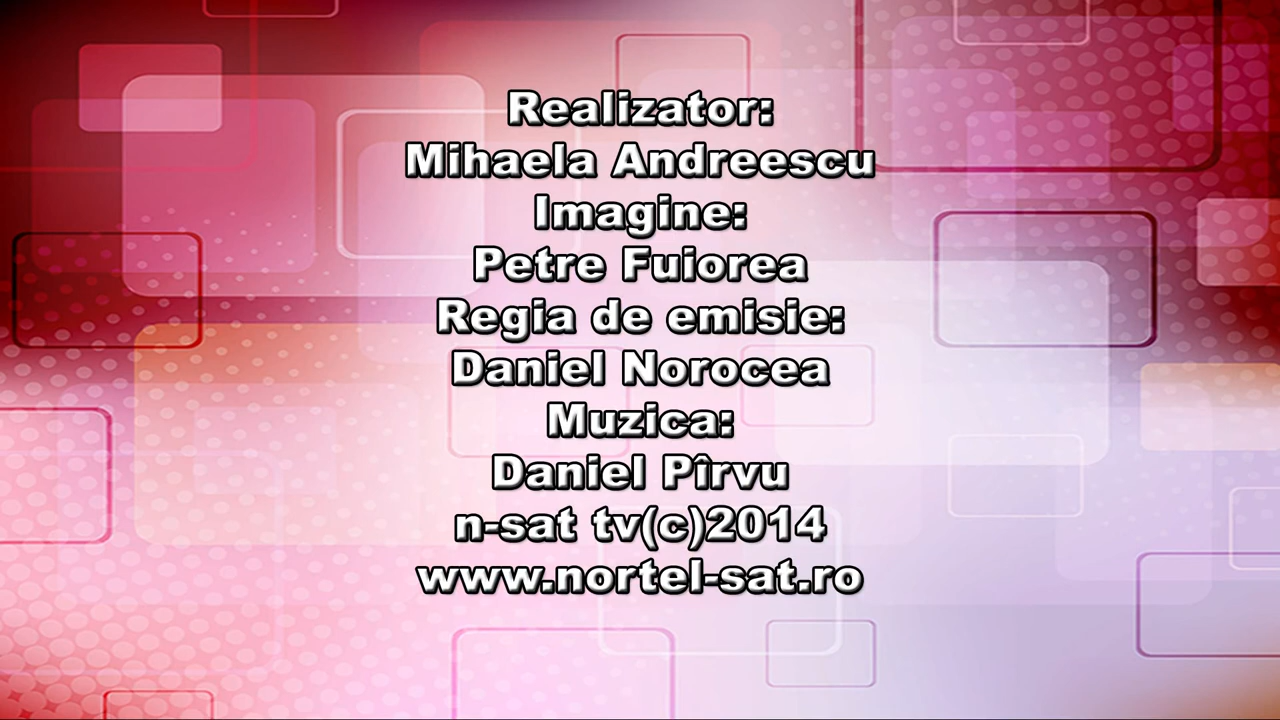 Realizator:
Mihaela Andreescu
Imagine:
Petre Fuiorea
Regia de emisie:
Daniel Norocea
Muzica:
Daniel Pîrvu
n-sat tv(c)2014
www.nortel-sat.ro